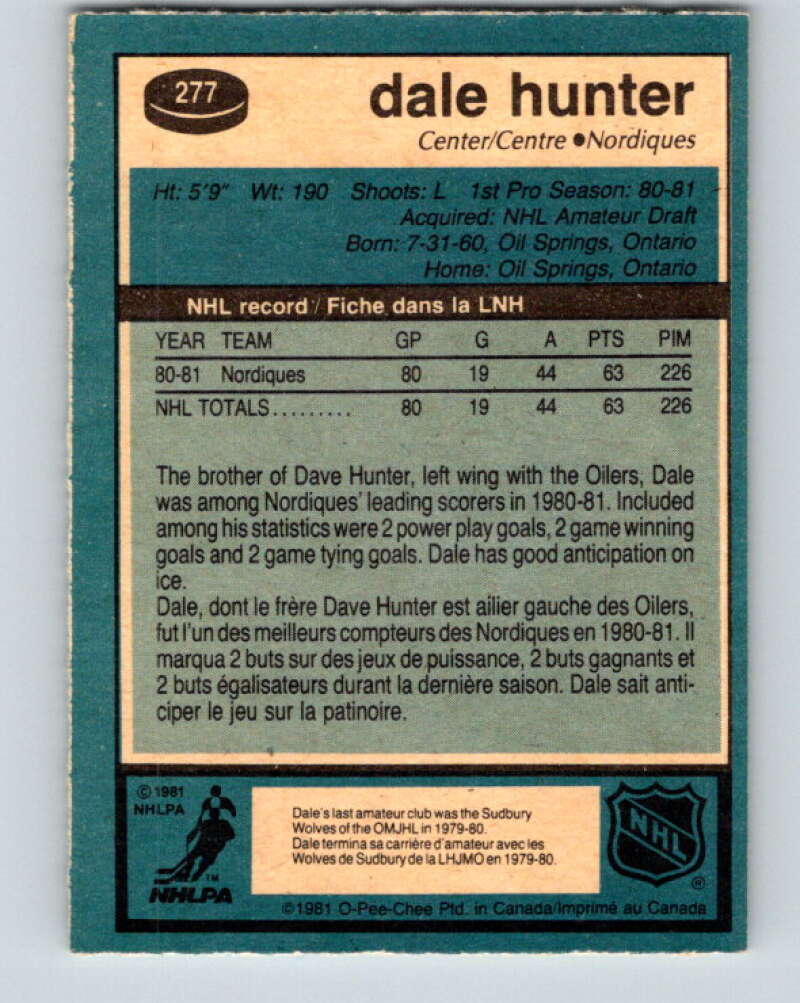 277
dale hunter
Center/Centre ●Nordiques
Ht: 5'9" Wt: 190 Shoots: L 1st Pro Season: 80-81
Acquired: NHL Amateur Draft
Born: 7-31-60, Oil Springs, Ontario
Home: Oil Springs, Ontario
NHL record / Fiche dans la LNH
YEAR TEAM GP G A PTS PIM
80-81 Nordiques 80 19 44 63 226
NHL TOTALS......... 80 19 44 63 226
The brother of Dave Hunter, left wing with the Oilers, Dale
was among Nordiques' leading scorers in 1980-81. Included
among his statistics were 2 power play goals, 2 game winning
goals and 2 game tying goals. Dale has good anticipation on
ice.
Dale, dont le frère Dave Hunter est ailier gauche des Oilers,
fut l'un des meilleurs compteurs des Nordiques en 1980-81. Il
marqua 2 buts sur des jeux de puissance, 2 buts gagnants et
2 buts égalisateurs durant la dernière saison. Dale sait anti-
ciper le jeu sur la patinoire.
© 1981
NHLPA
TM
NHLPA
Dale's last amateur club was the Sudbury
Wolves of the OMJHL in 1979-80.
Dale termina sa carrière d'amateur avec les
Wolves de Sudbury de la LHJMO en 1979-80.
NHL
®
©1981 O-Pee-Chee Ptd. in Canada/Imprimé au Canada